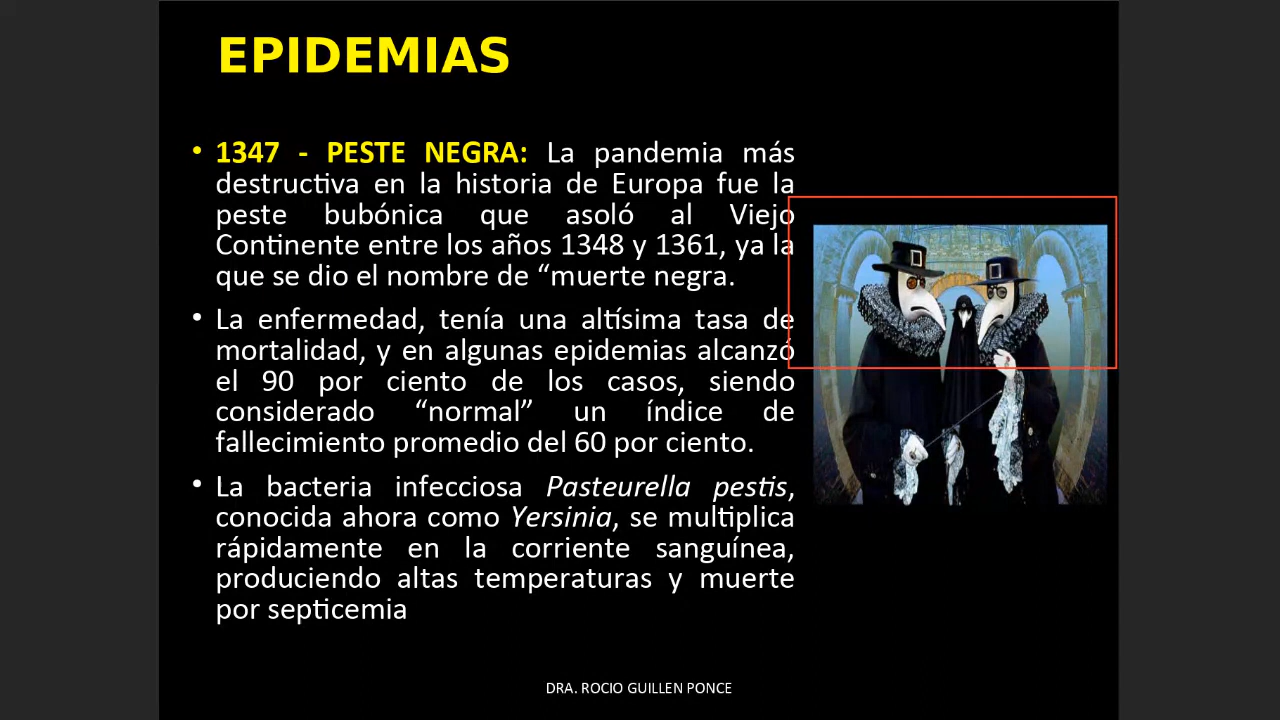 EPIDEMIAS
• 1347 - PESTE NEGRA: La pandemia más
destructiva en la historia de Europa fue la
peste bubónica que asoló al Viejo
Continente entre los años 1348 y 1361, ya la
que se dio el nombre de “muerte negra.
• La enfermedad, tenía una altísima tasa de
mortalidad, y en algunas epidemias alcanzó
el 90 por ciento de los casos, siendo
considerado “normal” un índice de
fallecimiento promedio del 60 por ciento.
• La bacteria infecciosa Pasteurella pestis,
conocida ahora como Yersinia, se multiplica
rápidamente en la corriente sanguínea,
produciendo altas temperaturas y muerte
por septicemia
DRA. ROCIO GUILLEN PONCE